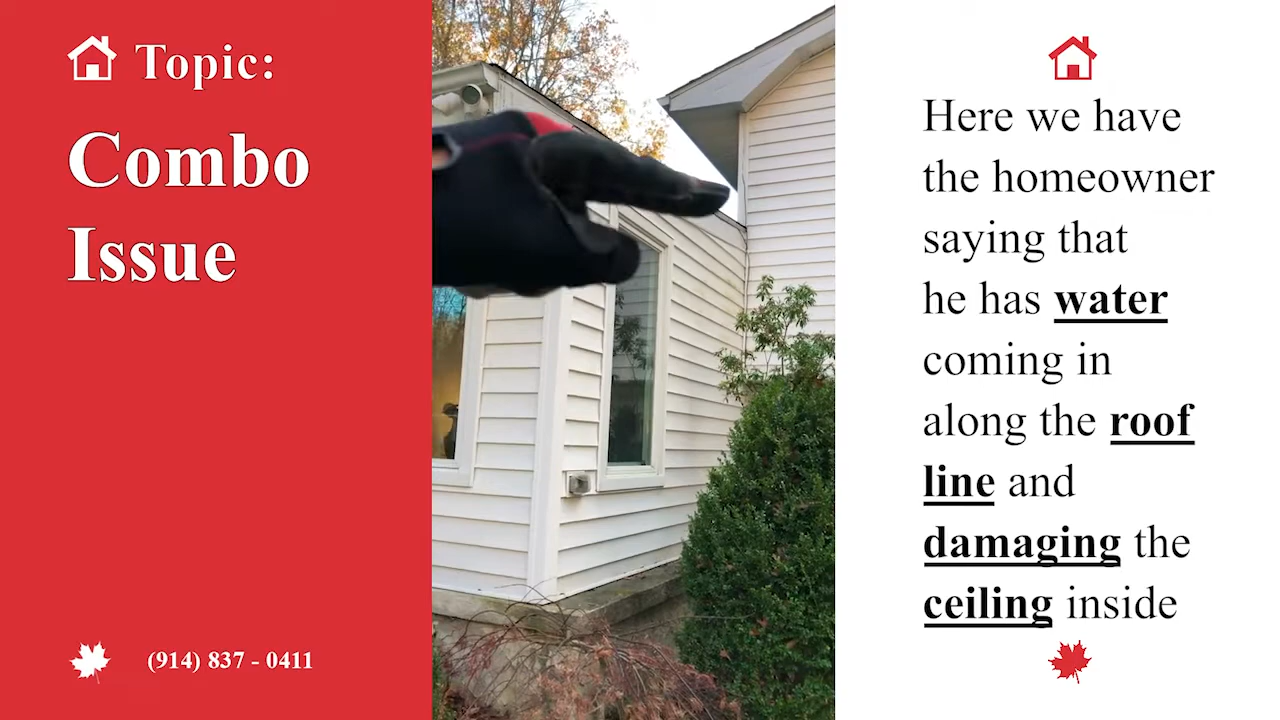 Topic:
Combo
Issue
(914) 837 - 0411
Here we have
the homeowner
saying that
he has water
coming in
along the roof
line and
damaging the
ceiling inside